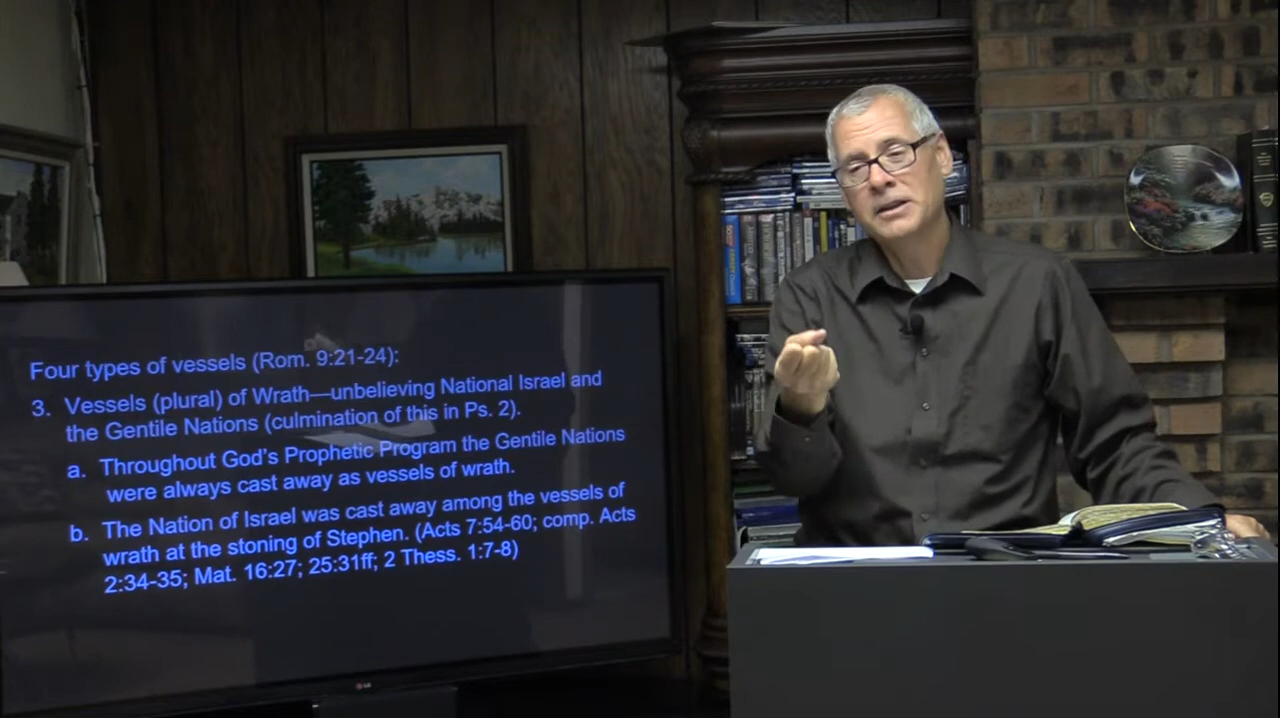 Four types of vessels (Rom. 9:21-24):
3. Vessels (plural) of Wrath—unbelieving National Israel and
the Gentile Nations (culmination of this in Ps. 2).
a. Throughout God's Prophetic Program the Gentile Nations
were always cast away as vessels of wrath.
b. The Nation of Israel was cast away among the vessels of
wrath at the stoning of Stephen. (Acts 7:54-60; comp. Acts
2:34-35; Mat. 16:27; 25:31ff; 2 Thess. 1:7-8)
LG